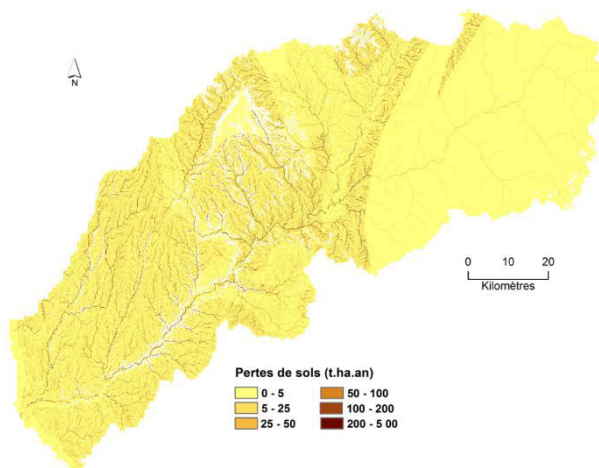 N
0 10 20
Kilomètres
Pertes de sols (t.ha.an)
0 - 5 50 - 100
5 - 25 100 - 200
25 - 50 200 - 5 00